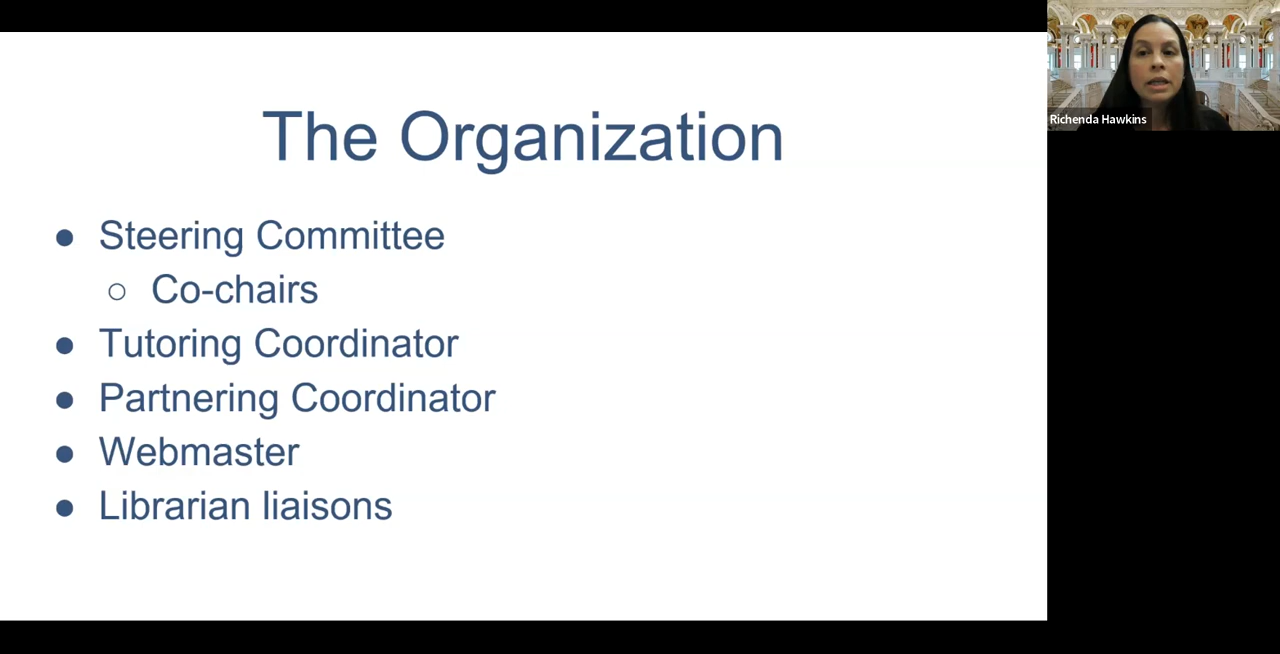 The Organization
● Steering Committee
○ Co-chairs
● Tutoring Coordinator
● Partnering Coordinator
● Webmaster
● Librarian liaisons
Richenda Hawkins